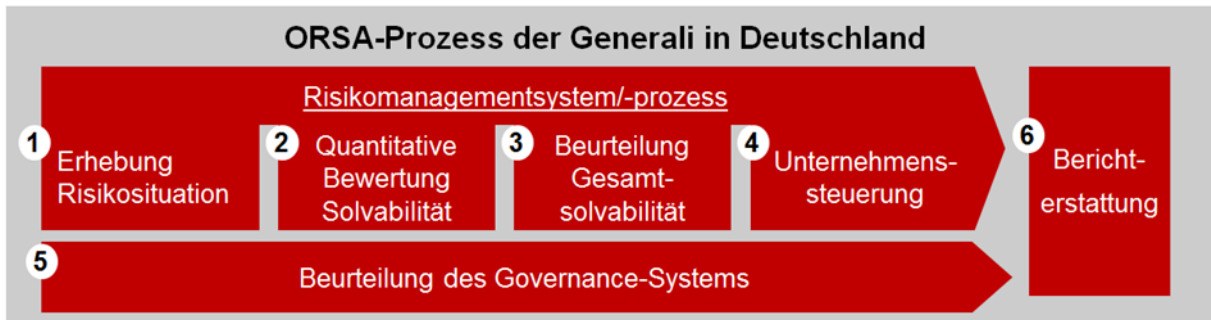 ORSA-Prozess der Generali in Deutschland
Risikomanagementsystem/-prozess
1
Erhebung
Risikosituation
2
Quantitative
Bewertung
Solvabilität
3
Beurteilung
Gesamt-
solvabilität
4
Unternehmens-
steuerung
5
Beurteilung des Governance-Systems
6
Bericht-
erstattung